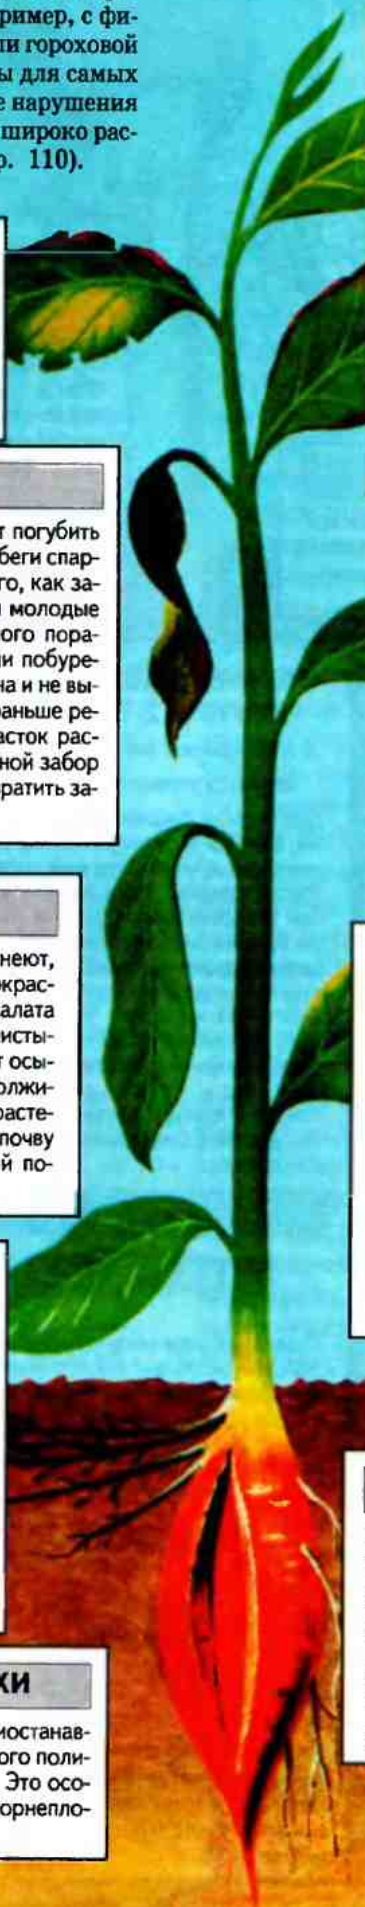 ример, с фи-
ли гороховой
ы для самых
е нарушения
широко рас-
р. 110).
т погубить
беги спар-
го, как за-
и молодые
ого пора-
ли побуре-
на и не вы-
раньше ре-
асток рас-
ной забор
ратить за-
неют,
крас-
алата
исты-
т осы-
олжи-
расте-
почву
й по-
КИ
иостанав-
ого поли-
Это осо-
орнепло-